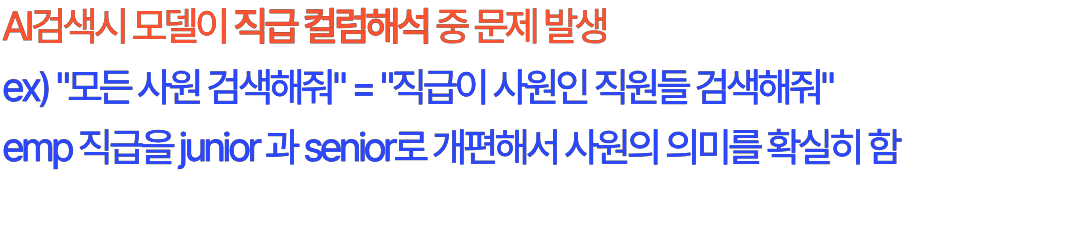 AI검색시 모델이 직급 컬럼해석 중 문제 발생
ex) "모든 사원 검색해줘" = "직급이 사원인 직원들 검색해줘"
emp 직급을 junior 과 senior로 개편해서 사원의 의미를 확실히 함